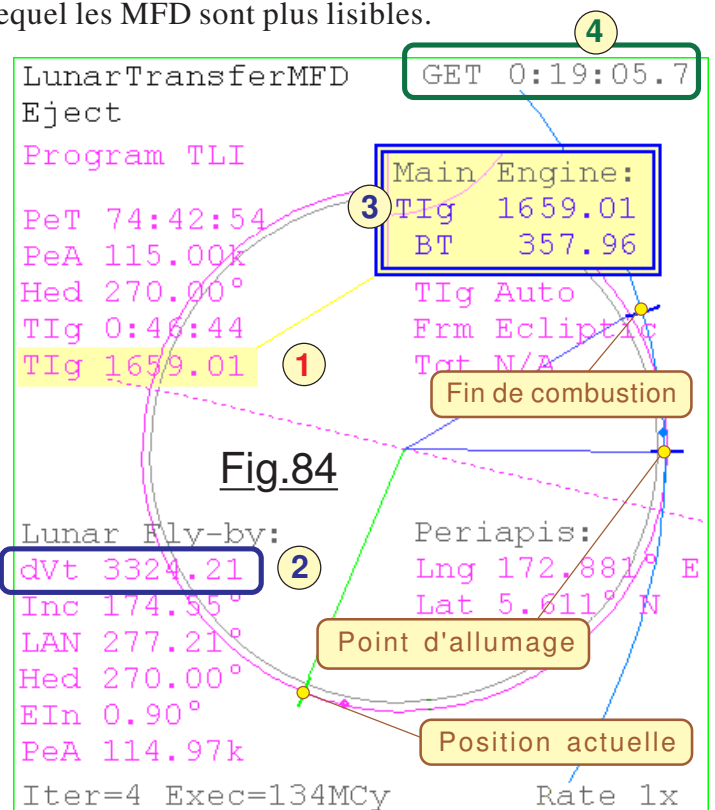 equel les MFD sont plus lisibles.
4
LunarTransferMFD GET 0:19:05.7
Eject
Program TLI
Main Engine:
3 TIg 1659.01
BT 357.96
PeT 74:42:54
PeA 115.00k
Hed 270.00° TIg Auto
TIg 0:46:44 Frm Ecliptic
TIg 1659.01 1 Tgt N/A
Fin de combustion
Fig.84
Lunar Fly-by: Periapis:
dVt 3324.21 2 Lng 172.881° E
Inc 174.55° Lat 5.611° N
LAN 277.21° Point d'allumage
Hed 270.00°
EIn 0.90° Position actuelle
PeA 114.97k
Iter=4 Exec=134MCy Rate 1x